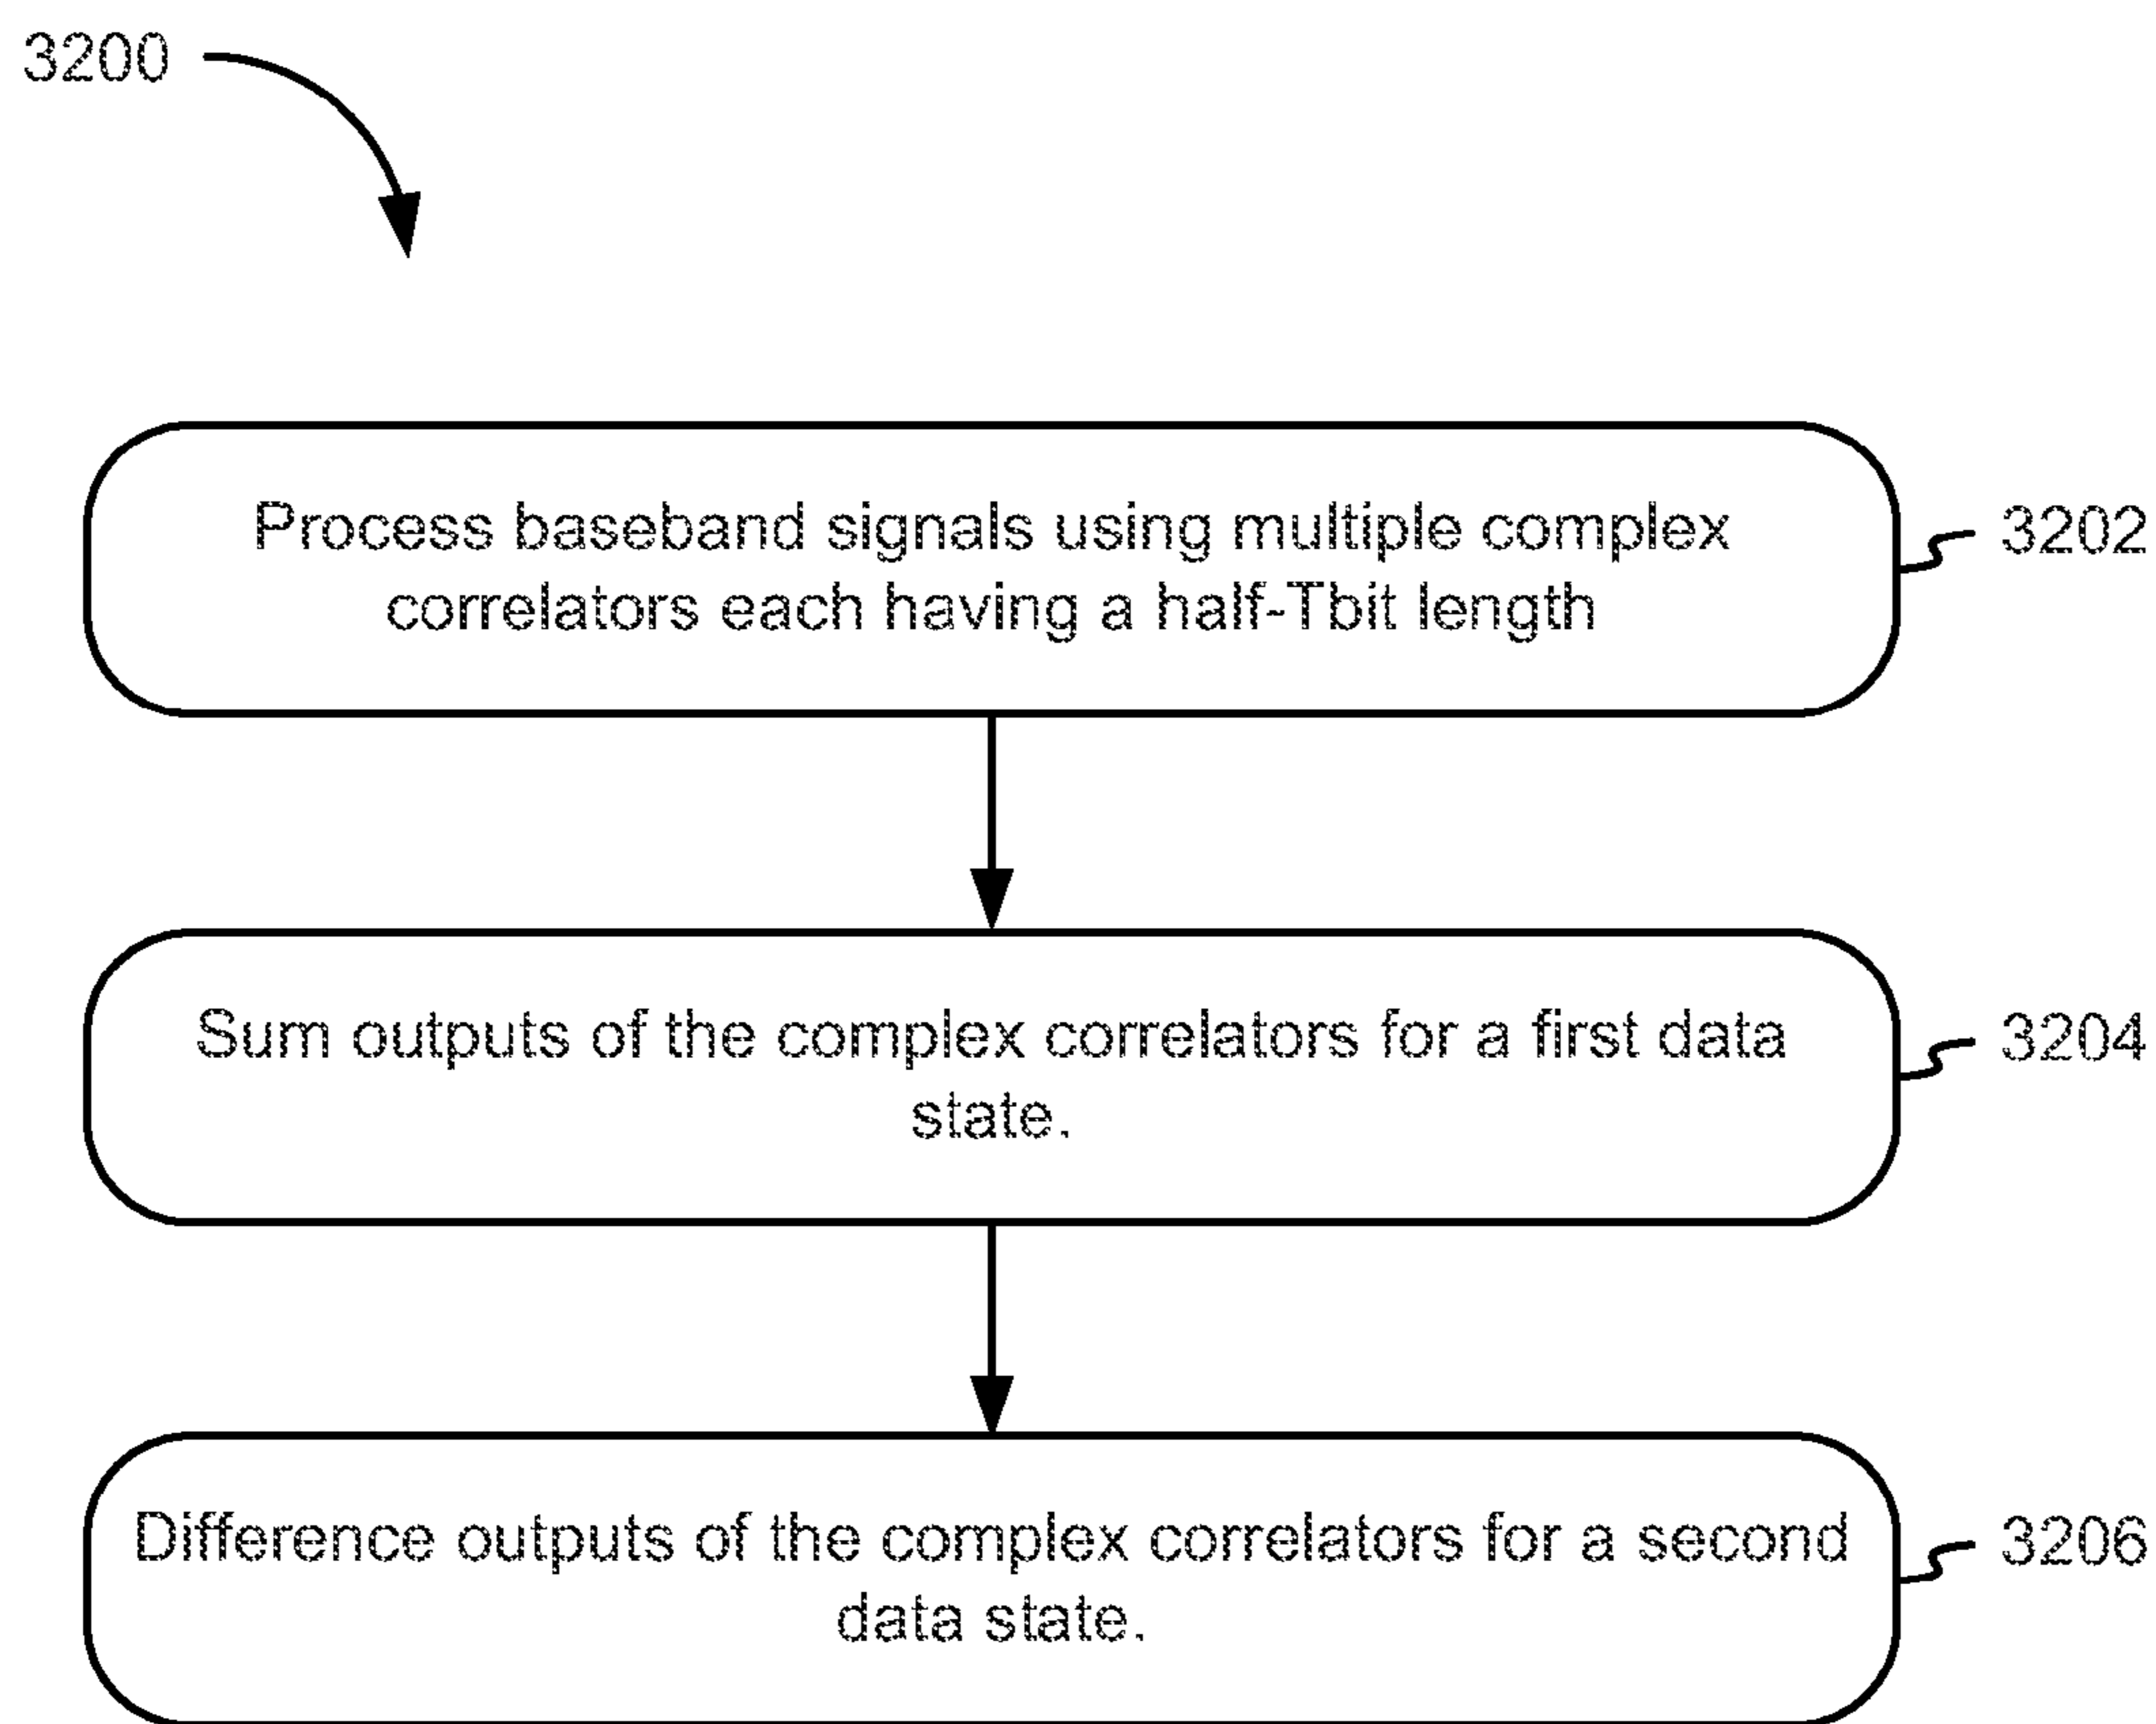 3200
Process baseband signals using multiple complex
correlators each having a half-Tbit length
3202
Sum outputs of the complex correlators for a first data
state.
3204
Difference outputs of the complex correlators for a second
data state.
3206